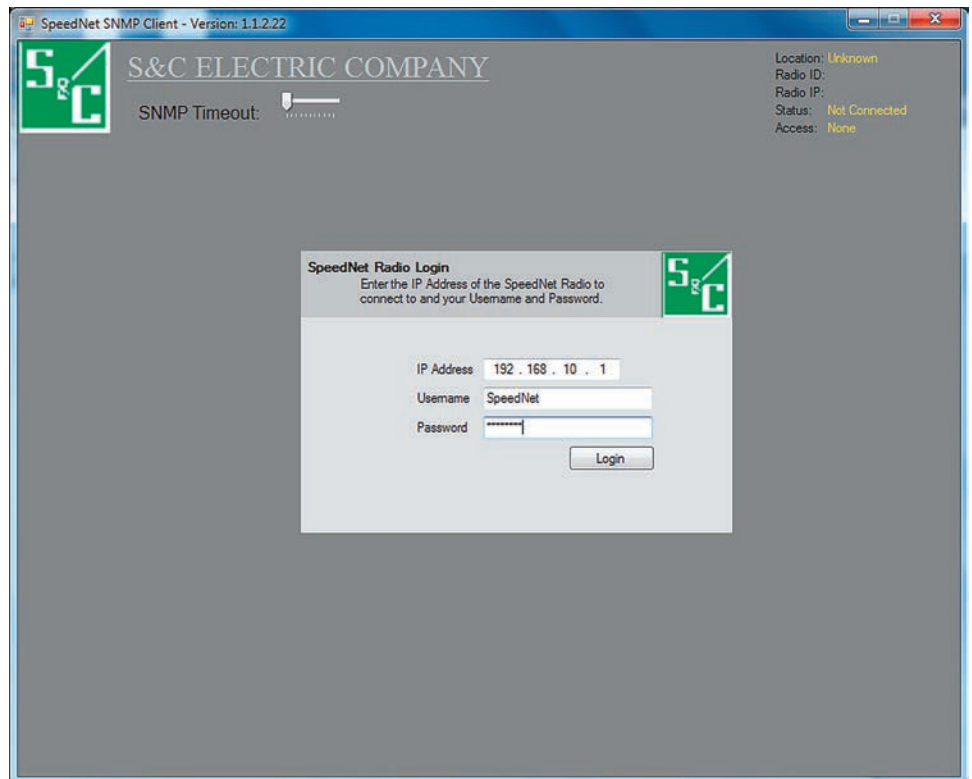 SpeedNet SNMP Client - Version: 1.1.2.22
S&C
S&C ELECTRIC COMPANY
SNMP Timeout:
Location: Unknown
Radio ID:
Radio IP:
Status: Not Connected
Access: None
SpeedNet Radio Login
Enter the IP Address of the SpeedNet Radio to
connect to and your Username and Password.
S&C
IP Address 192 . 168 . 10 . 1
Username SpeedNet
Password ********
Login